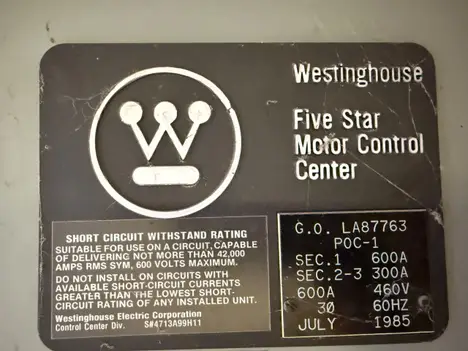 Westinghouse
Five Star
Motor Control
Center
W
SHORT CIRCUIT WITHSTAND RATING
SUITABLE FOR USE ON A CIRCUIT, CAPABLE
OF DELIVERING NOT MORE THAN 42,000
AMPS RMS SYM, 600 VOLTS MAXIMUM.
DO NOT INSTALL ON CIRCUITS WITH
AVAILABLE SHORT-CIRCUIT CURRENTS
GREATER THAN THE LOWEST SHORT-
CIRCUIT RATING OF ANY INSTALLED UNIT.
Westinghouse Electric Corporation
Control Center Div. S#4713A99H11
G.O. LA87763
POC-1
SEC.1 600A
SEC.2-3 300A
600A 460V
30 60HZ
JULY 1985